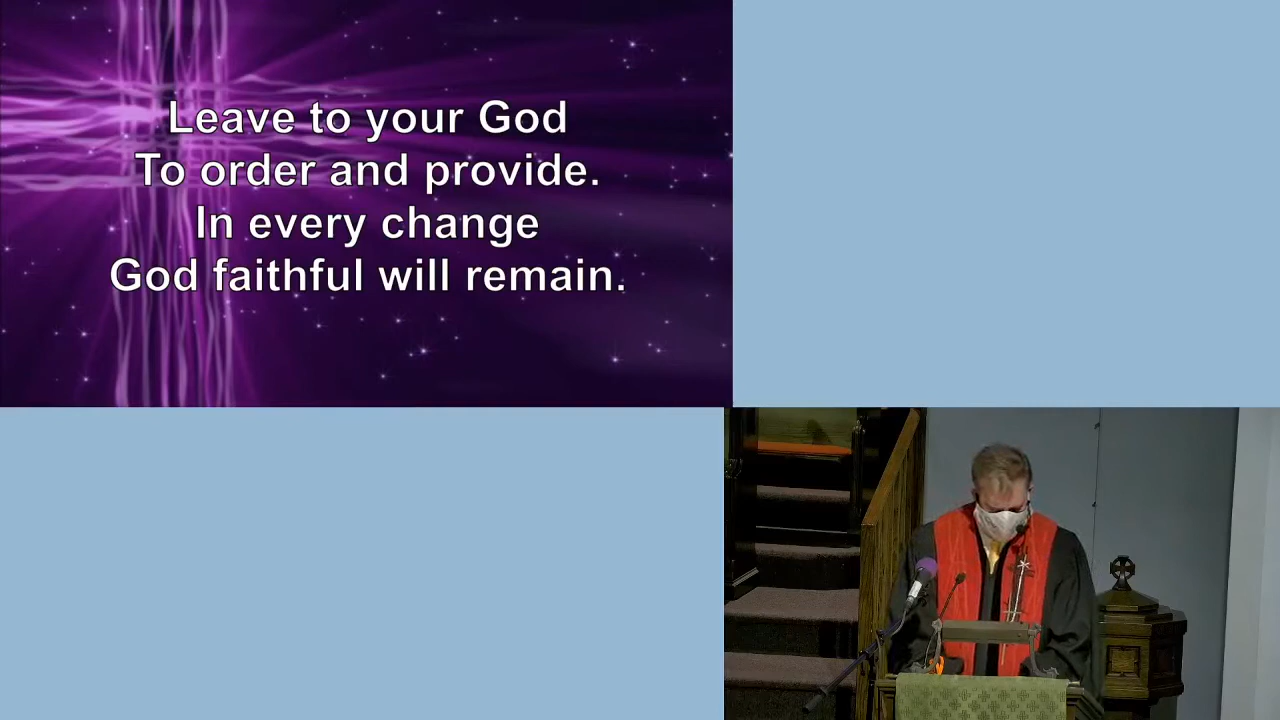 Leave to your God
To order and provide.
In every change
God faithful will remain.